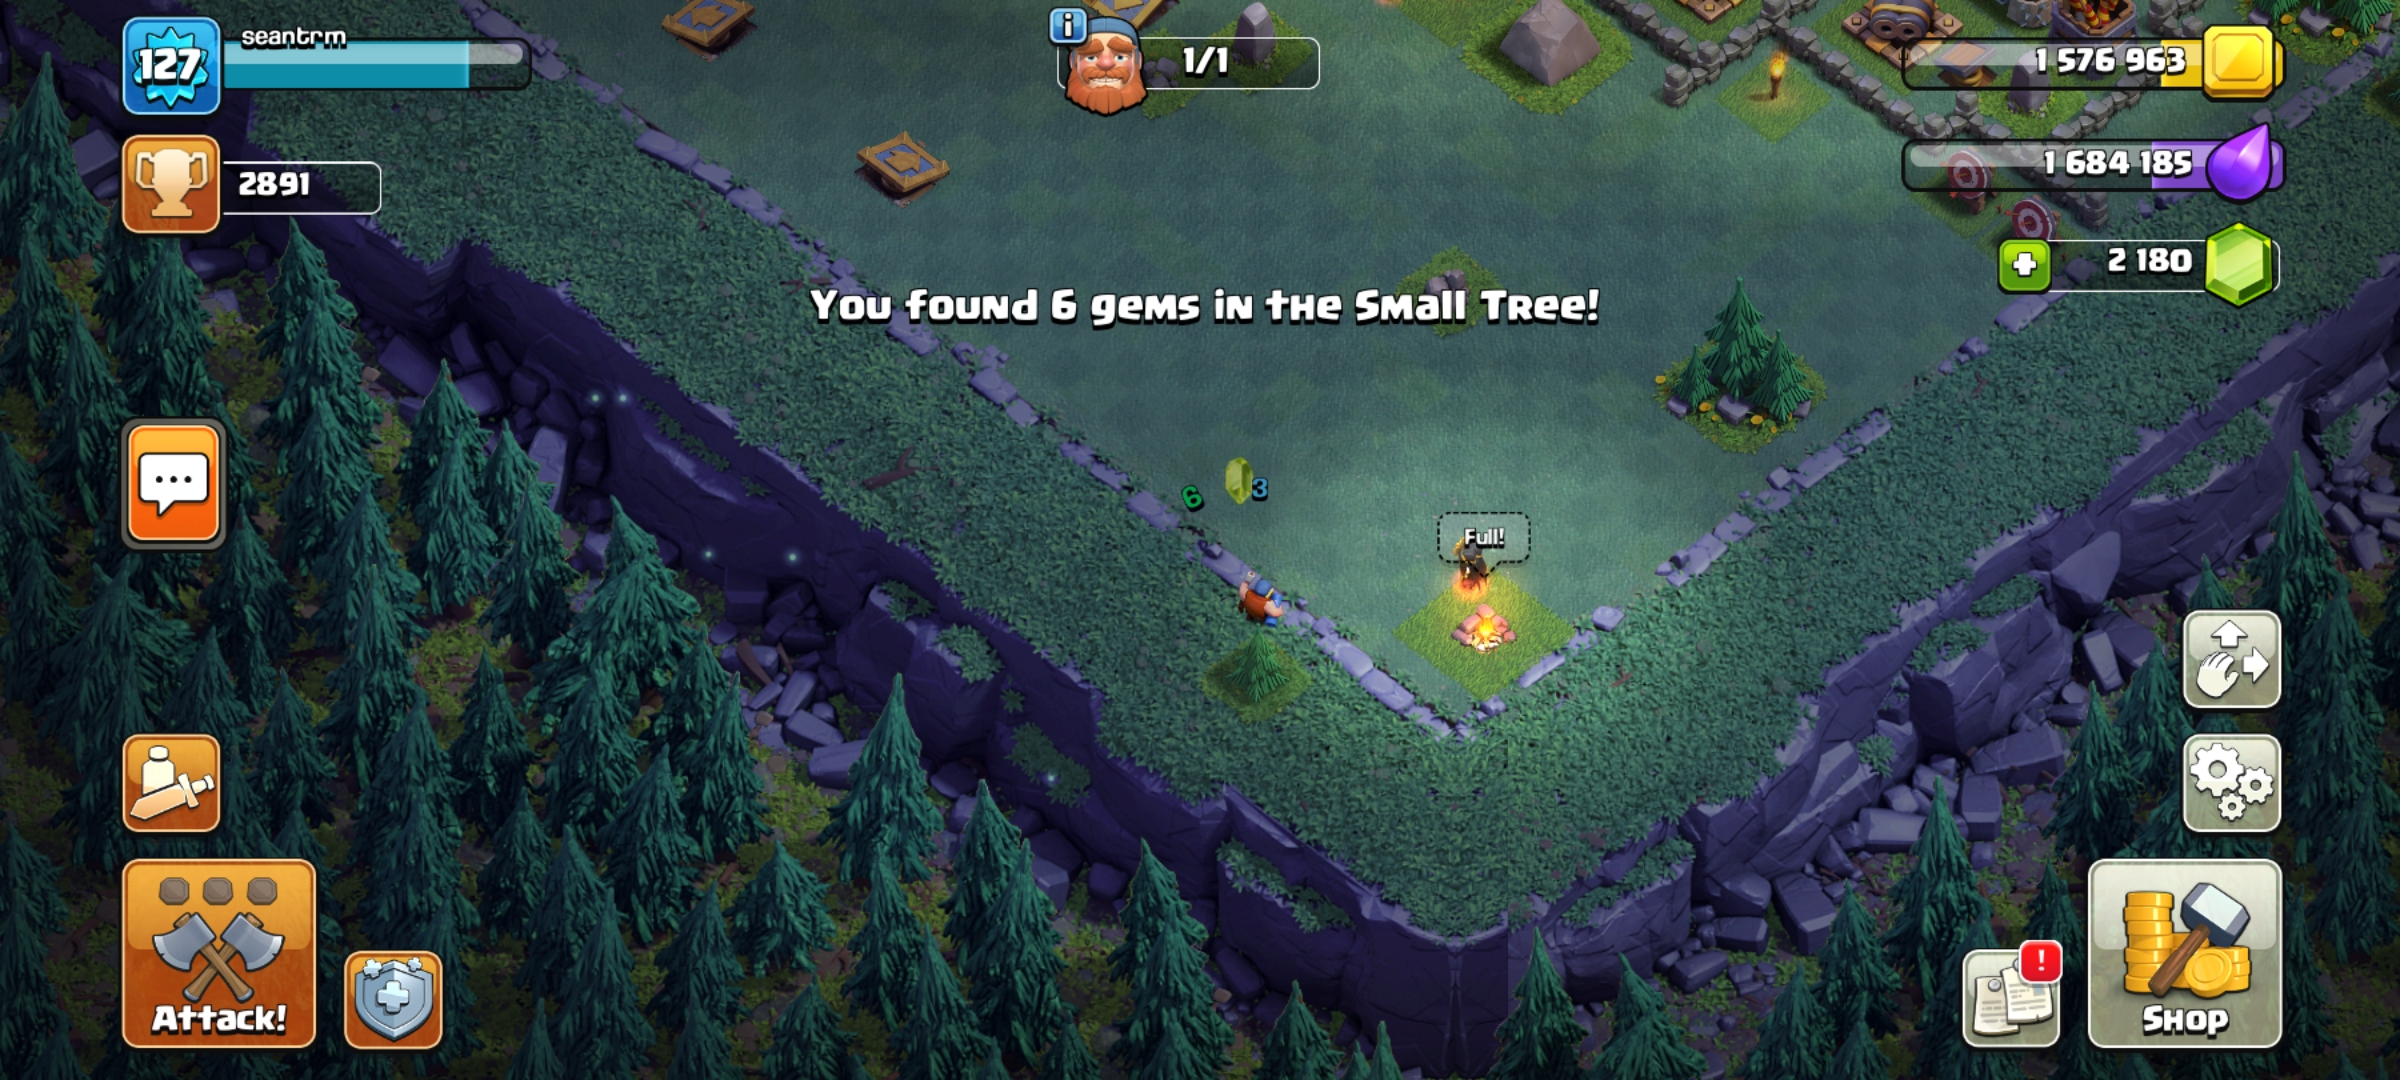 127
seantrm
i
1/1
1 576 963
2891
1 684 185
2 180
You found 6 gems in the Small Tree!
6
3
Full!
Attack!
!
Shop